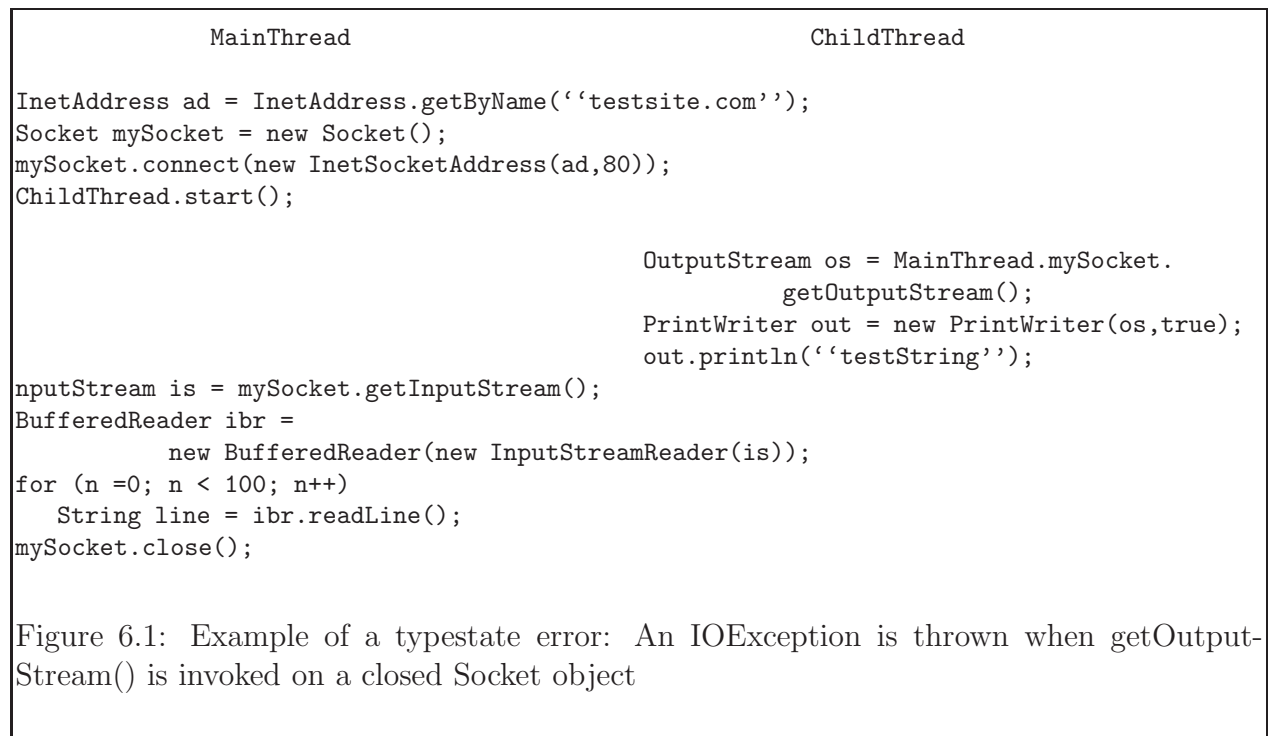 MainThread ChildThread
InetAddress ad = InetAddress.getByName(‘‘testsite.com’’);
Socket mySocket = new Socket();
mySocket.connect(new InetSocketAddress(ad,80));
ChildThread.start();
OutputStream os = MainThread.mySocket.
getOutputStream();
PrintWriter out = new PrintWriter(os,true);
out.println(‘‘testString’’);
nputStream is = mySocket.getInputStream();
BufferedReader ibr =
new BufferedReader(new InputStreamReader(is));
for (n =0; n < 100; n++)
String line = ibr.readLine();
mySocket.close();
Figure 6.1: Example of a typestate error: An IOException is thrown when getOutput-
Stream() is invoked on a closed Socket object